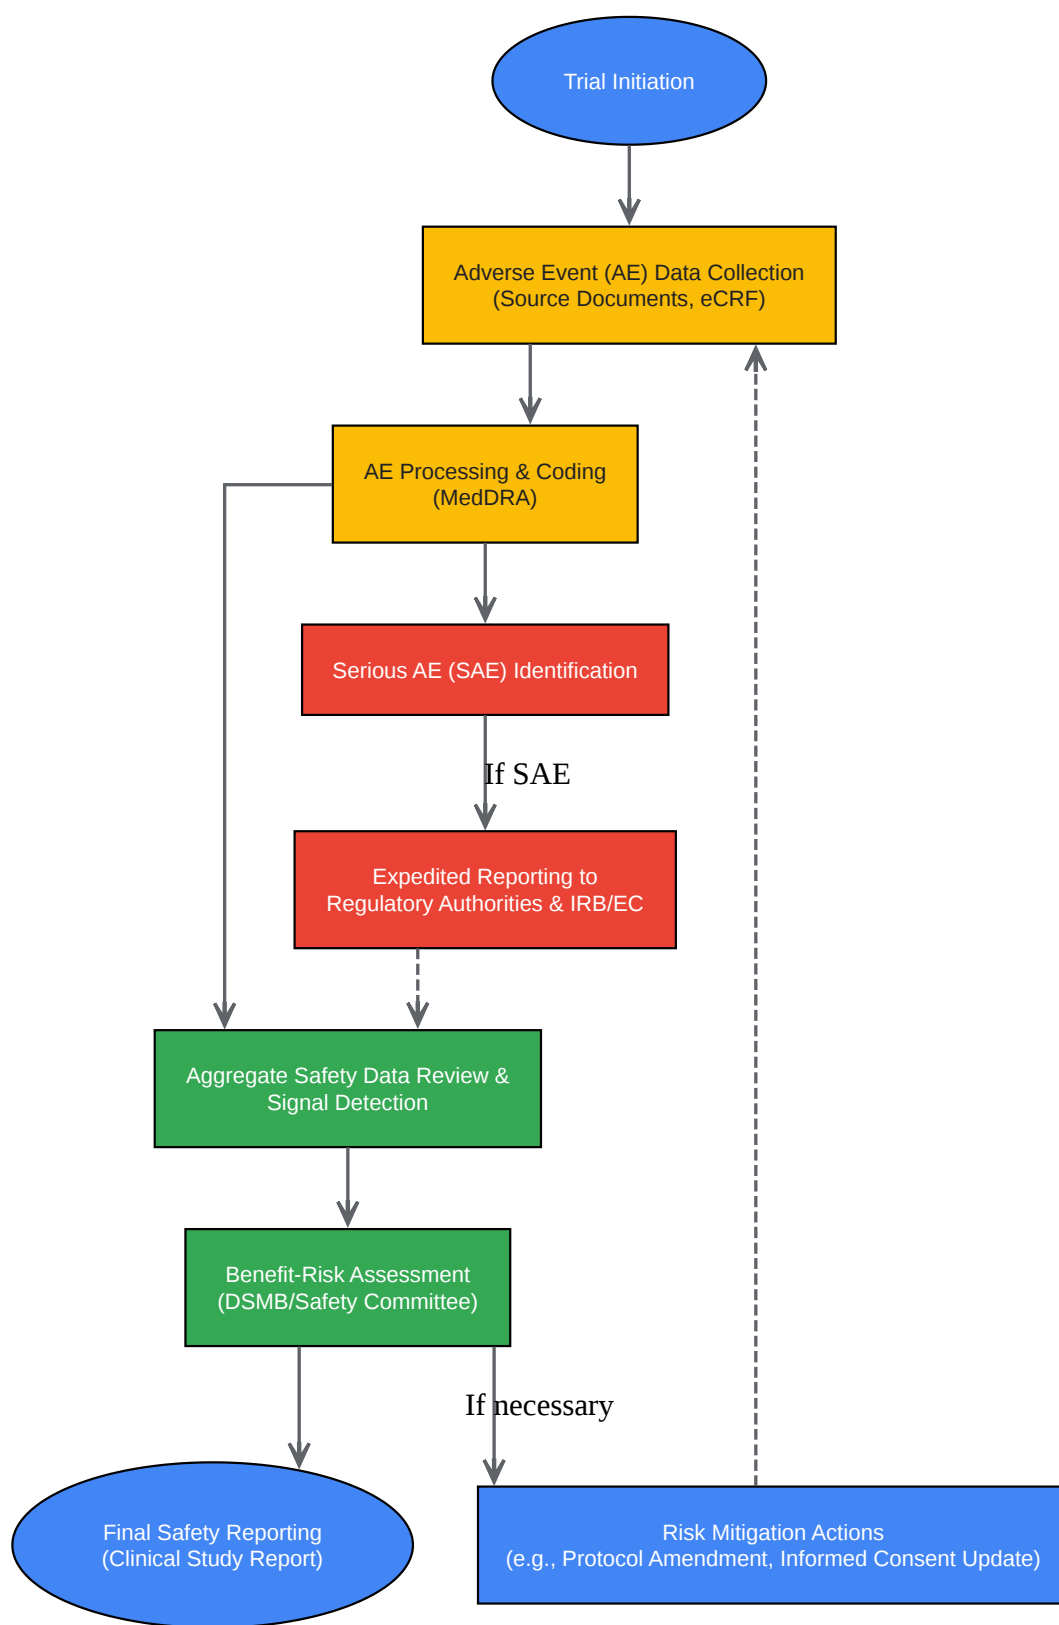 Trial Initiation
Adverse Event (AE) Data Collection
(Source Documents, eCRF)
AE Processing & Coding
(MedDRA)
Serious AE (SAE) Identification
If SAE
Expedited Reporting to
Regulatory Authorities & IRB/EC
Aggregate Safety Data Review &
Signal Detection
Benefit-Risk Assessment
(DSMB/Safety Committee)
If necessary
Final Safety Reporting
(Clinical Study Report)
Risk Mitigation Actions
(e.g., Protocol Amendment, Informed Consent Update)